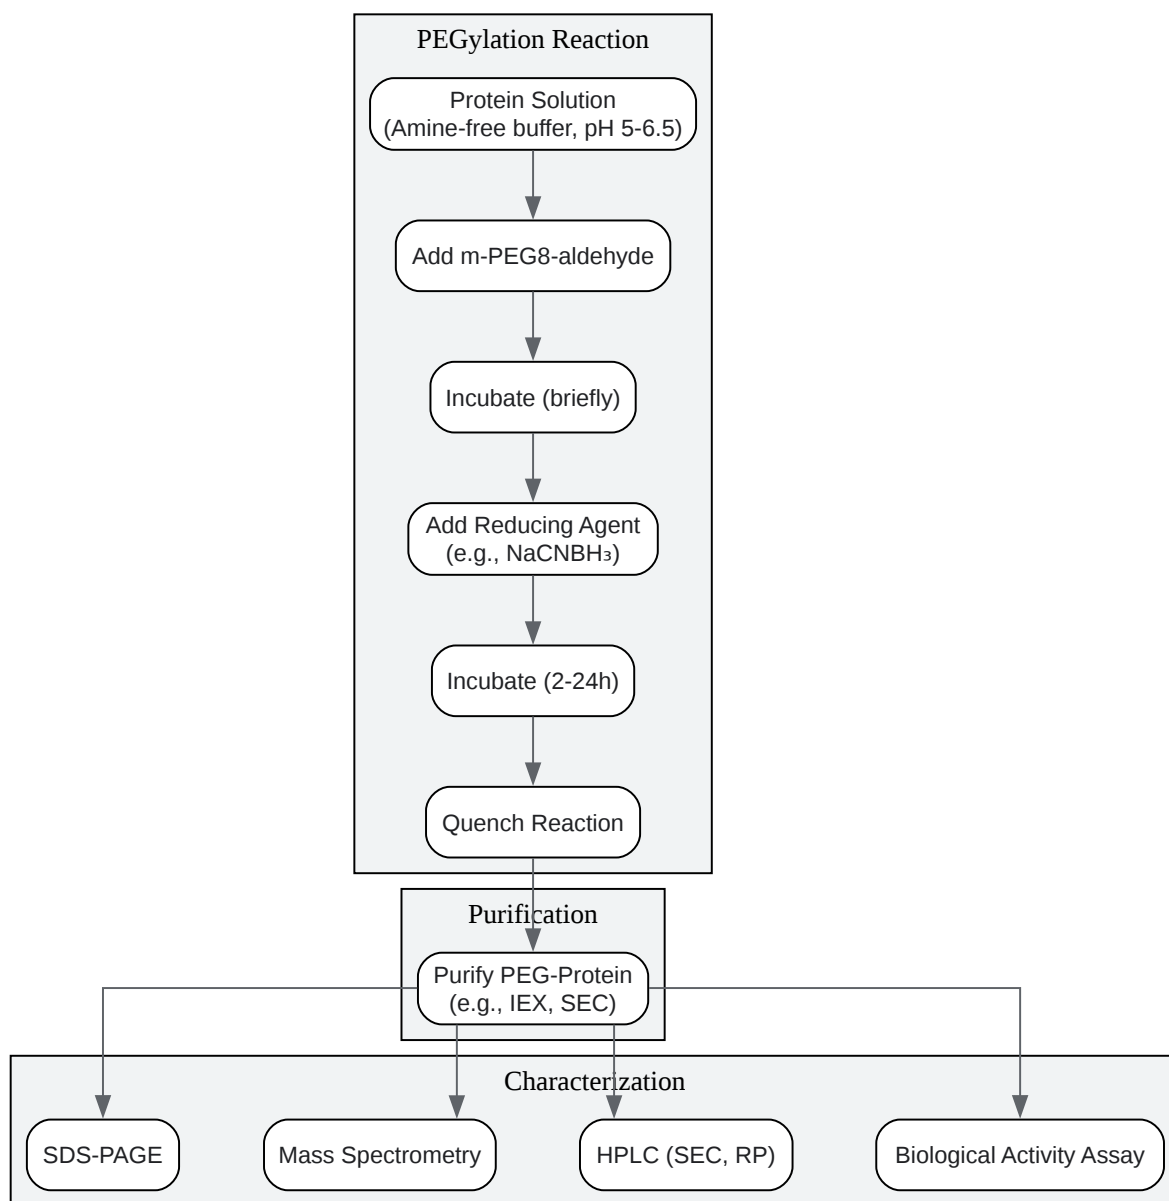 PEGylation Reaction
Protein Solution
(Amine-free buffer, pH 5-6.5)
Add m-PEG8-aldehyde
Incubate (briefly)
Add Reducing Agent
(e.g., NaCNBH₃)
Incubate (2-24h)
Quench Reaction
Purification
Purify PEG-Protein
(e.g., IEX, SEC)
Characterization
SDS-PAGE
Mass Spectrometry
HPLC (SEC, RP)
Biological Activity Assay